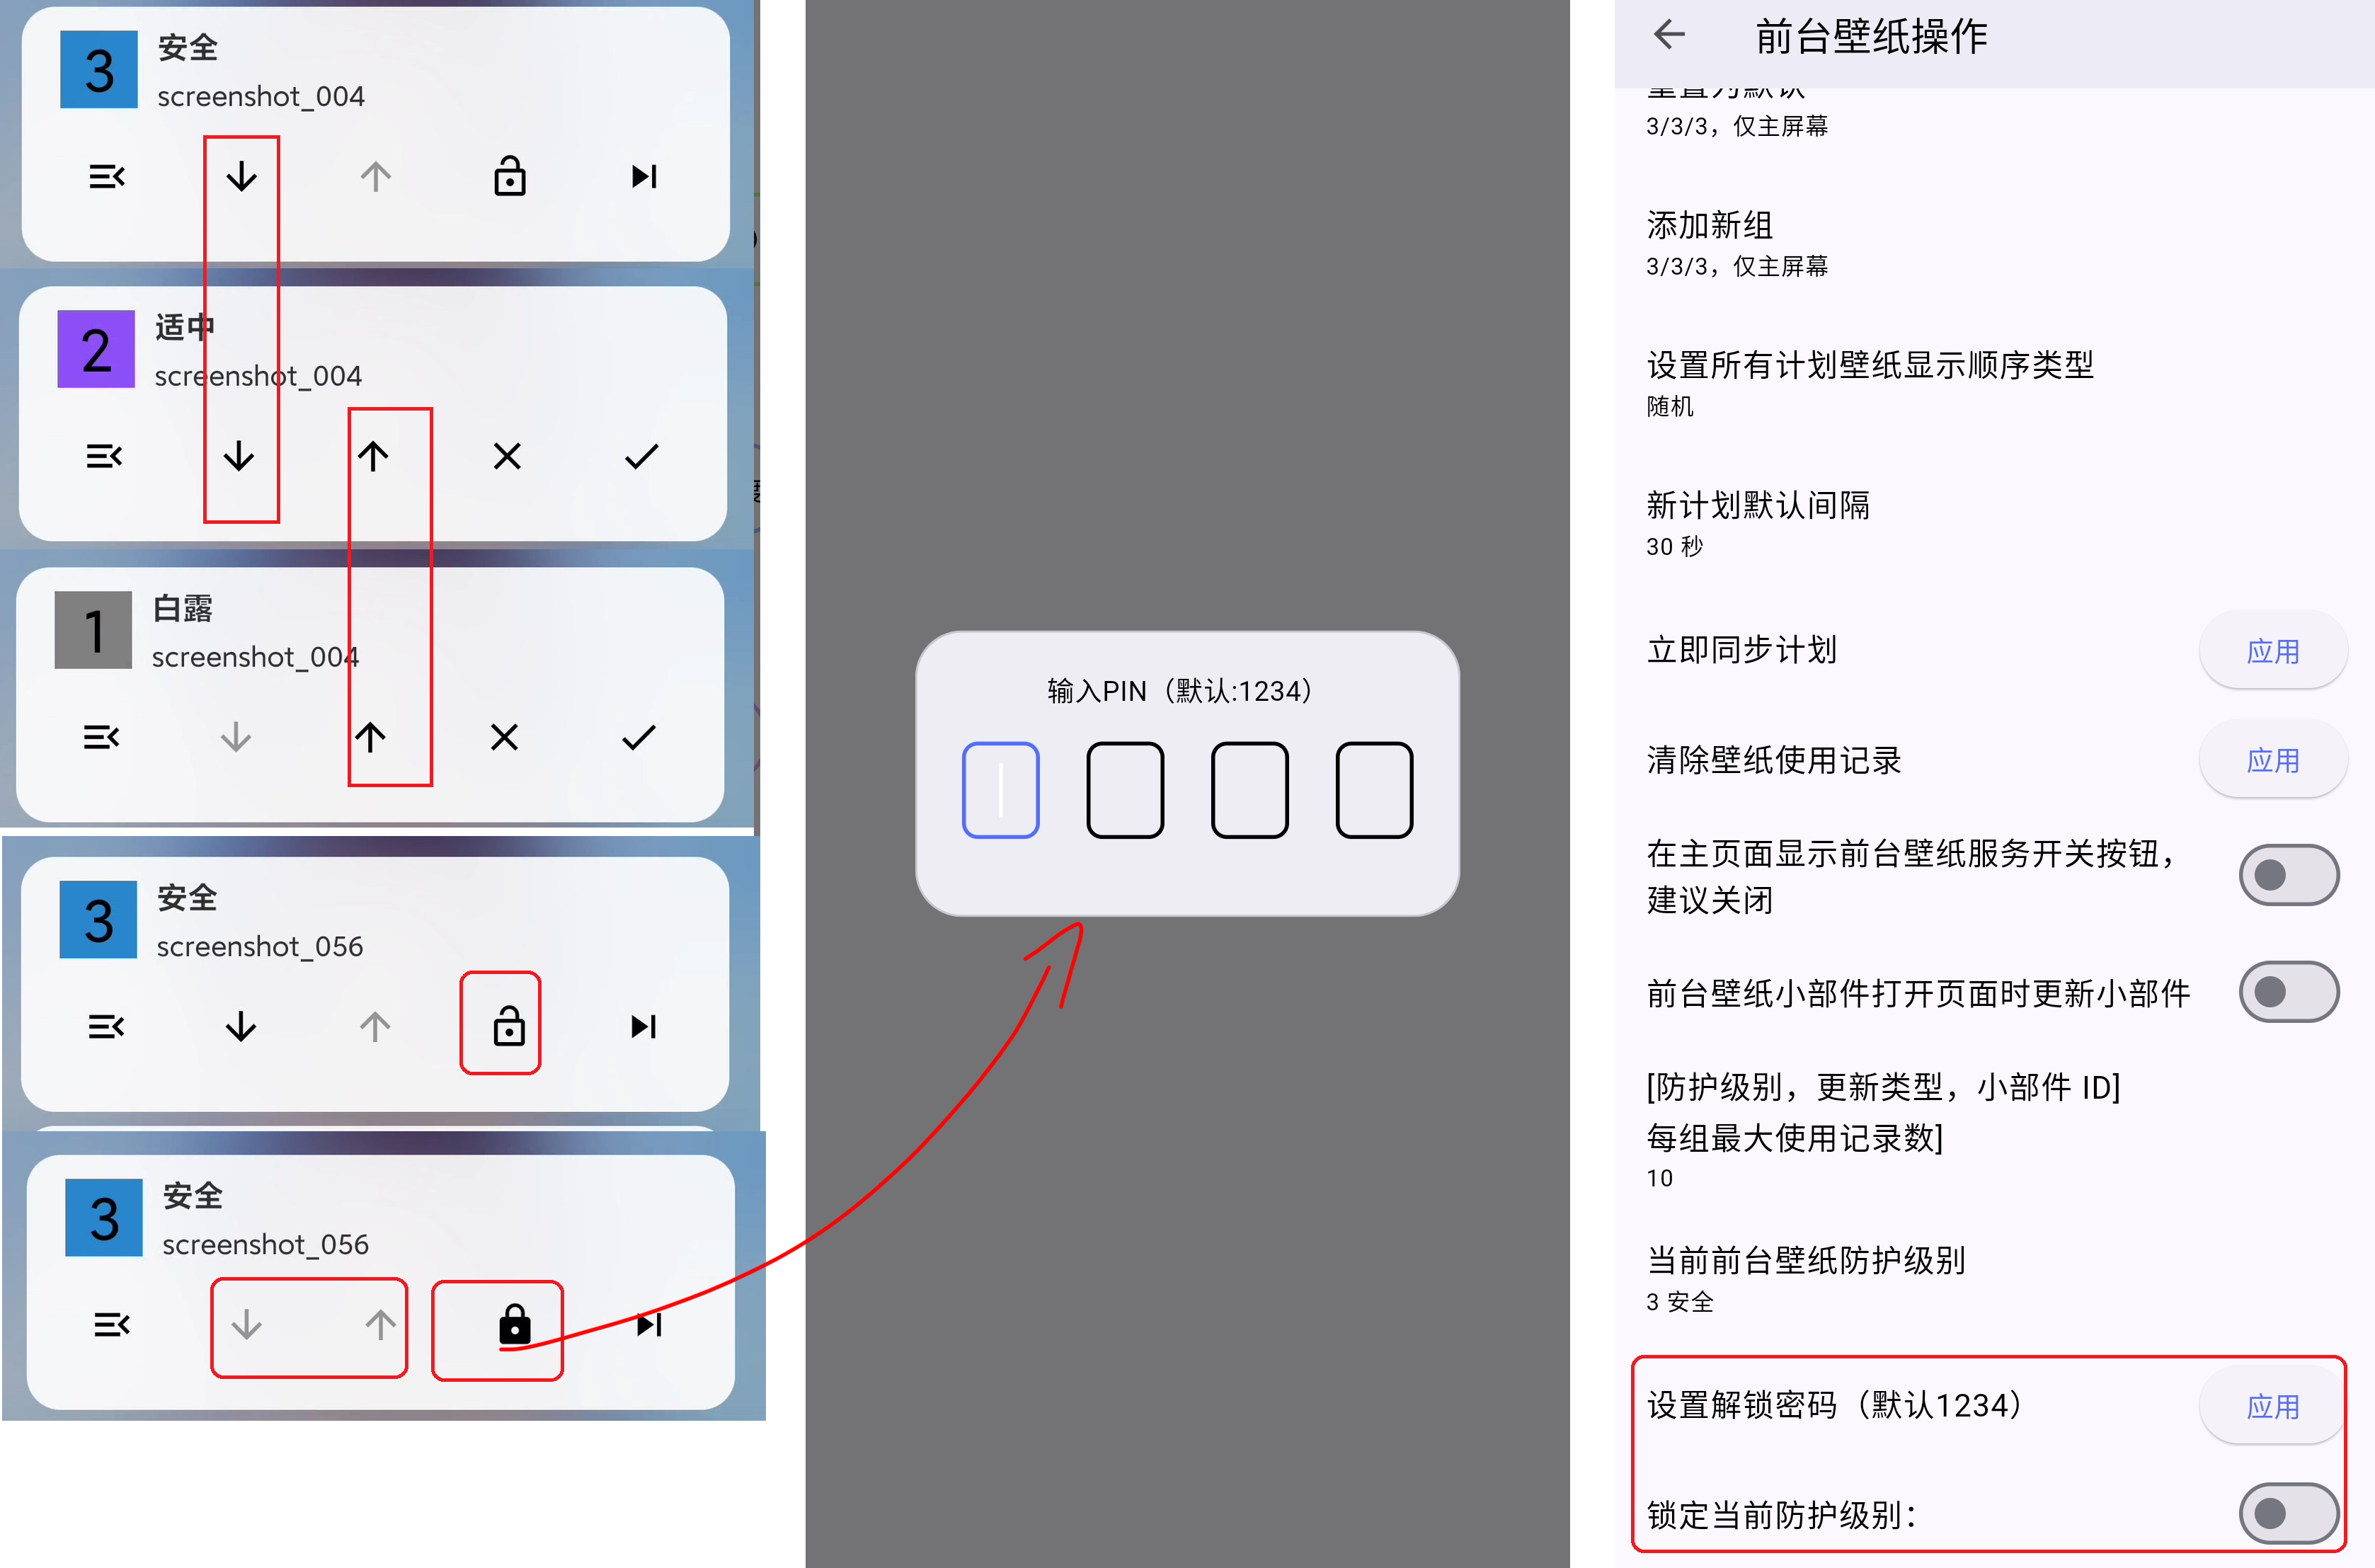 3
安全
screenshot_004
2
适中
screenshot_004
1
白露
screenshot_004
3
安全
screenshot_056
3
安全
screenshot_056
输入PIN（默认:1234）
前台壁纸操作
重置为默认
3/3/3，仅主屏幕
添加新组
3/3/3，仅主屏幕
设置所有计划壁纸显示顺序类型
随机
新计划默认间隔
30 秒
立即同步计划
应用
清除壁纸使用记录
应用
在主页面显示前台壁纸服务开关按钮，
建议关闭
前台壁纸小部件打开页面时更新小部件
[防护级别，更新类型，小部件 ID]
每组最大使用记录数]
10
当前前台壁纸防护级别
3 安全
设置解锁密码（默认1234）
应用
锁定当前防护级别：